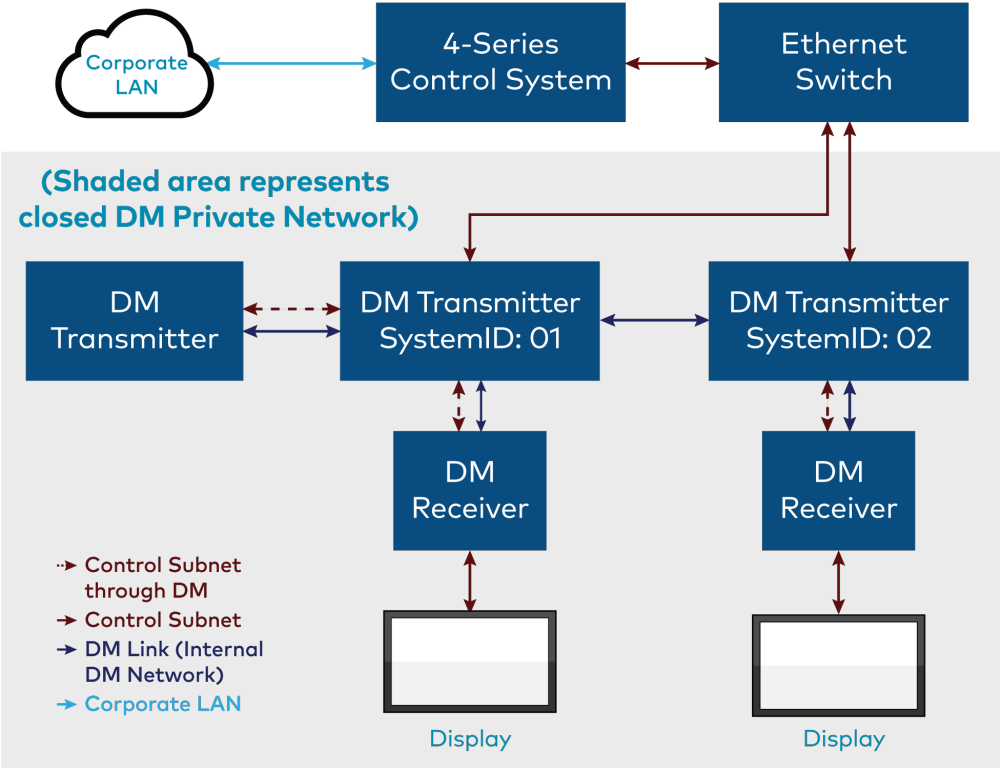 Corporate
LAN
4-Series
Control System
Ethernet
Switch
(Shaded area represents
closed DM Private Network)
DM
Transmitter
DM Transmitter
SystemID: 01
DM Transmitter
SystemID: 02
DM
Receiver
DM
Receiver
Control Subnet
through DM
Control Subnet
DM Link (Internal
DM Network)
Corporate LAN
Display
Display